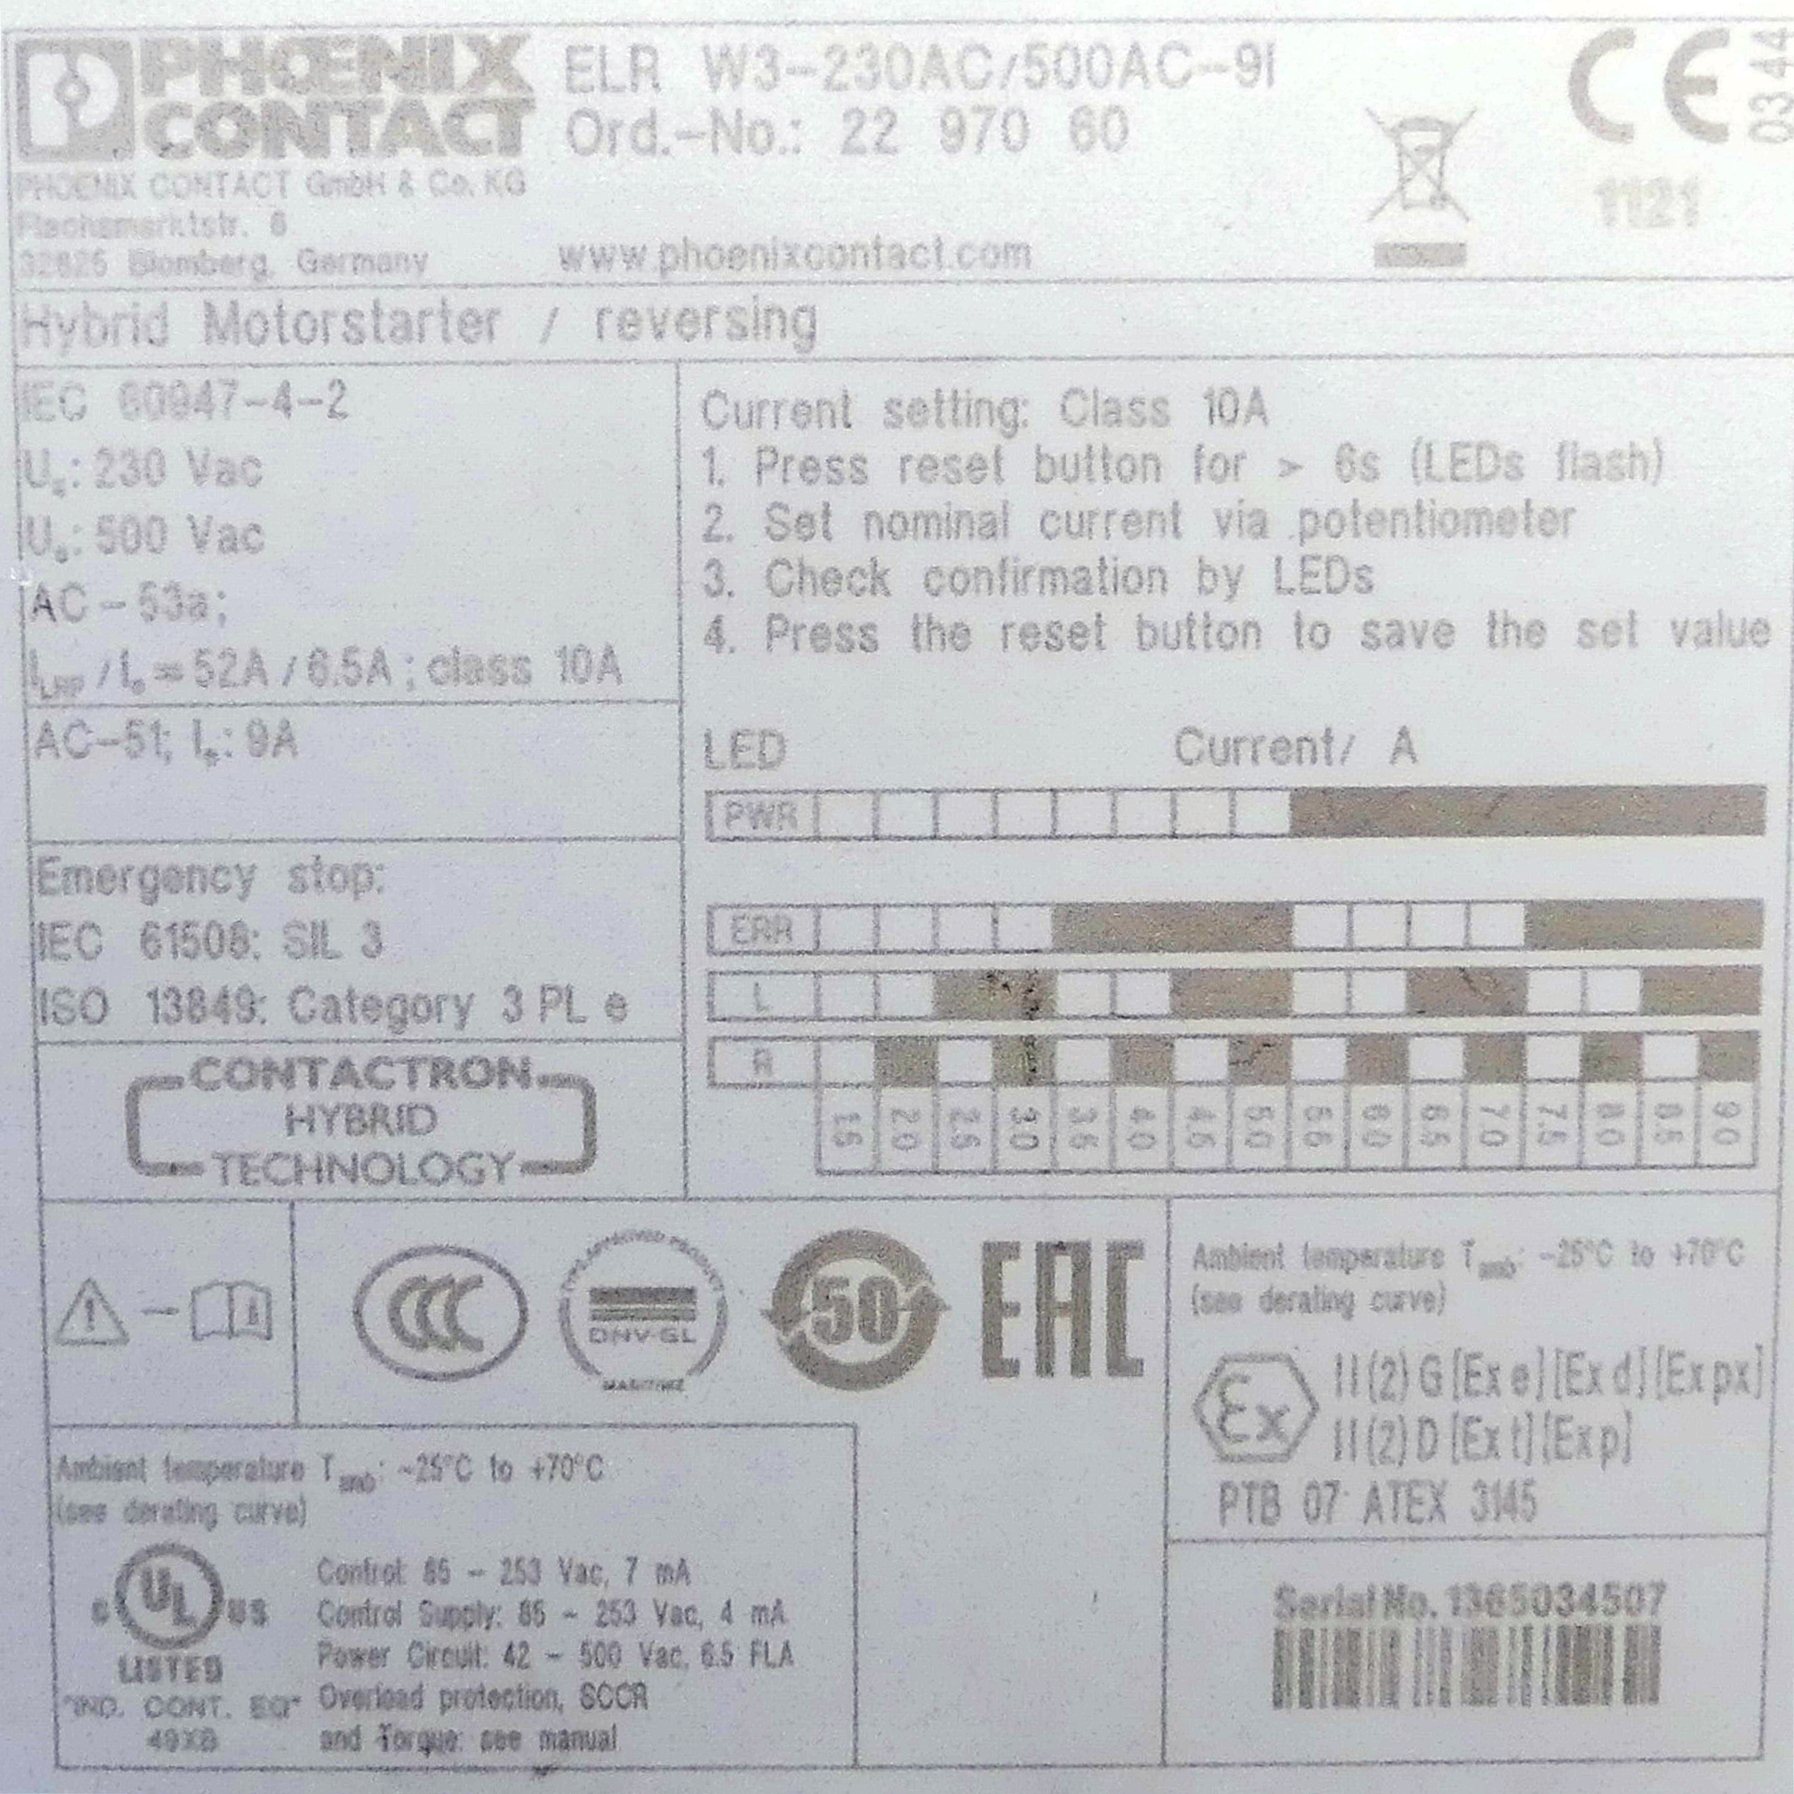 PHŒNIX
CONTACT
ELR W3-230AC/500AC-9I
Ord.-No.: 22 970 60
PHOENIX CONTACT GmbH & Co. KG
Flachsmarktstr. 8
32825 Blomberg, Germany
www.phoenixcontact.com
CE 0344
1121
Hybrid Motorstarter / reversing
IEC 60947-4-2
Us: 230 Vac
Ue: 500 Vac
AC-53a;
ILRP / Ie = 52A / 6.5A ; class 10A
AC-51; Ie: 9A
Emergency stop:
IEC 61508: SIL 3
ISO 13849: Category 3 PL e
CONTACTRON
HYBRID
TECHNOLOGY
Current setting: Class 10A
1. Press reset button for > 6s (LEDs flash)
2. Set nominal current via potentiometer
3. Check confirmation by LEDs
4. Press the reset button to save the set value
LED Current/ A
PWR
ERR
L
R
1.5 2.0 2.5 3.0 3.5 4.0 4.5 5.0 5.5 6.0 6.5 7.0 7.5 8.0 8.5 9.0
CCC
TYPE APPROVED PRODUCT
DNV·GL
MARITIME
50
EAC
Ambient temperature Tamb: -25°C to +70°C
(see derating curve)
Ex
II(2) G [Ex e] [Ex d] [Ex px]
II(2) D [Ex t] [Ex p]
PTB 07 ATEX 3145
Ambient temperature Tamb: -25°C to +70°C
(see derating curve)
C UL US
LISTED
"IND. CONT. EQ"
49XB
Control: 85 - 253 Vac, 7 mA
Control Supply: 85 - 253 Vac, 4 mA
Power Circuit: 42 - 500 Vac, 6.5 FLA
Overload protection, SCCR
and Torque: see manual
Serial No. 1365034507